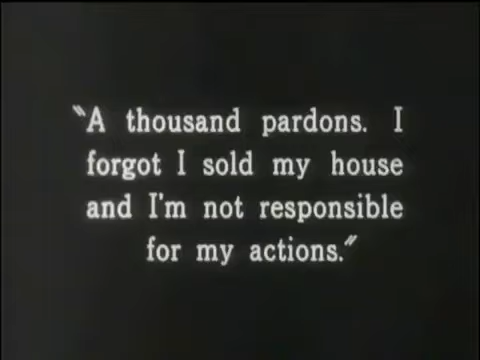 "A thousand pardons. I
forgot I sold my house
and I'm not responsible
for my actions."